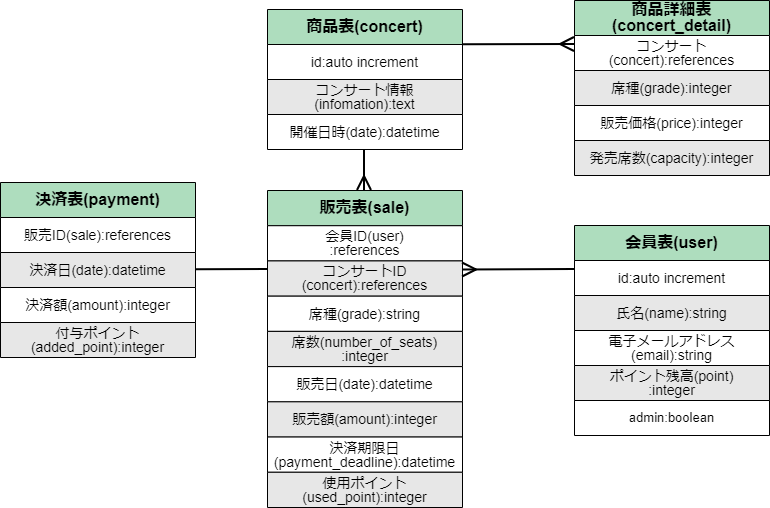 商品表(concert)
id:auto increment
コンサート情報
(infomation):text
開催日時(date):datetime
商品詳細表
(concert_detail)
コンサート
(concert):references
席種(grade):integer
販売価格(price):integer
発売席数(capacity):integer
決済表(payment)
販売ID(sale):references
決済日(date):datetime
決済額(amount):integer
付与ポイント
(added_point):integer
販売表(sale)
会員ID(user)
:references
コンサートID
(concert):references
席種(grade):string
席数(number_of_seats)
:integer
販売日(date):datetime
販売額(amount):integer
決済期限日
(payment_deadline):datetime
使用ポイント
(used_point):integer
会員表(user)
id:auto increment
氏名(name):string
電子メールアドレス
(email):string
ポイント残高(point)
:integer
admin:boolean